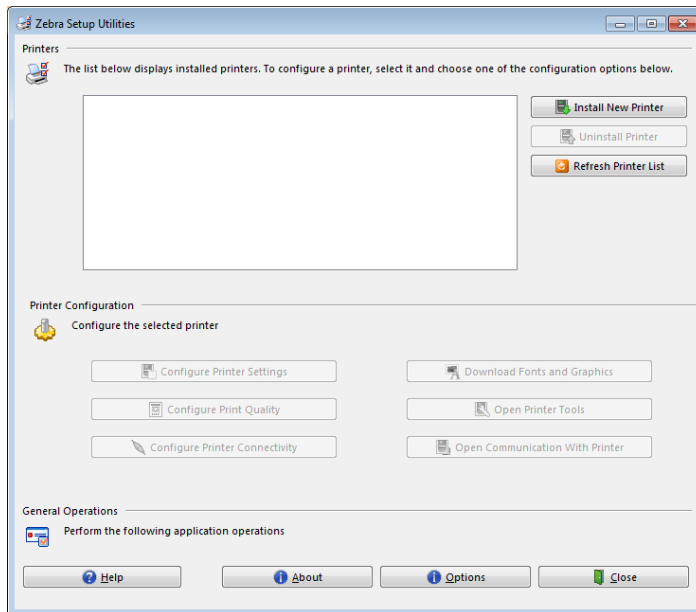 Zebra Setup Utilities
Printers
The list below displays installed printers. To configure a printer, select it and choose one of the configuration options below.
Install New Printer
Uninstall Printer
Refresh Printer List
Printer Configuration
Configure the selected printer
Configure Printer Settings
Download Fonts and Graphics
Configure Print Quality
Open Printer Tools
Configure Printer Connectivity
Open Communication With Printer
General Operations
Perform the following application operations
Help
About
Options
Close